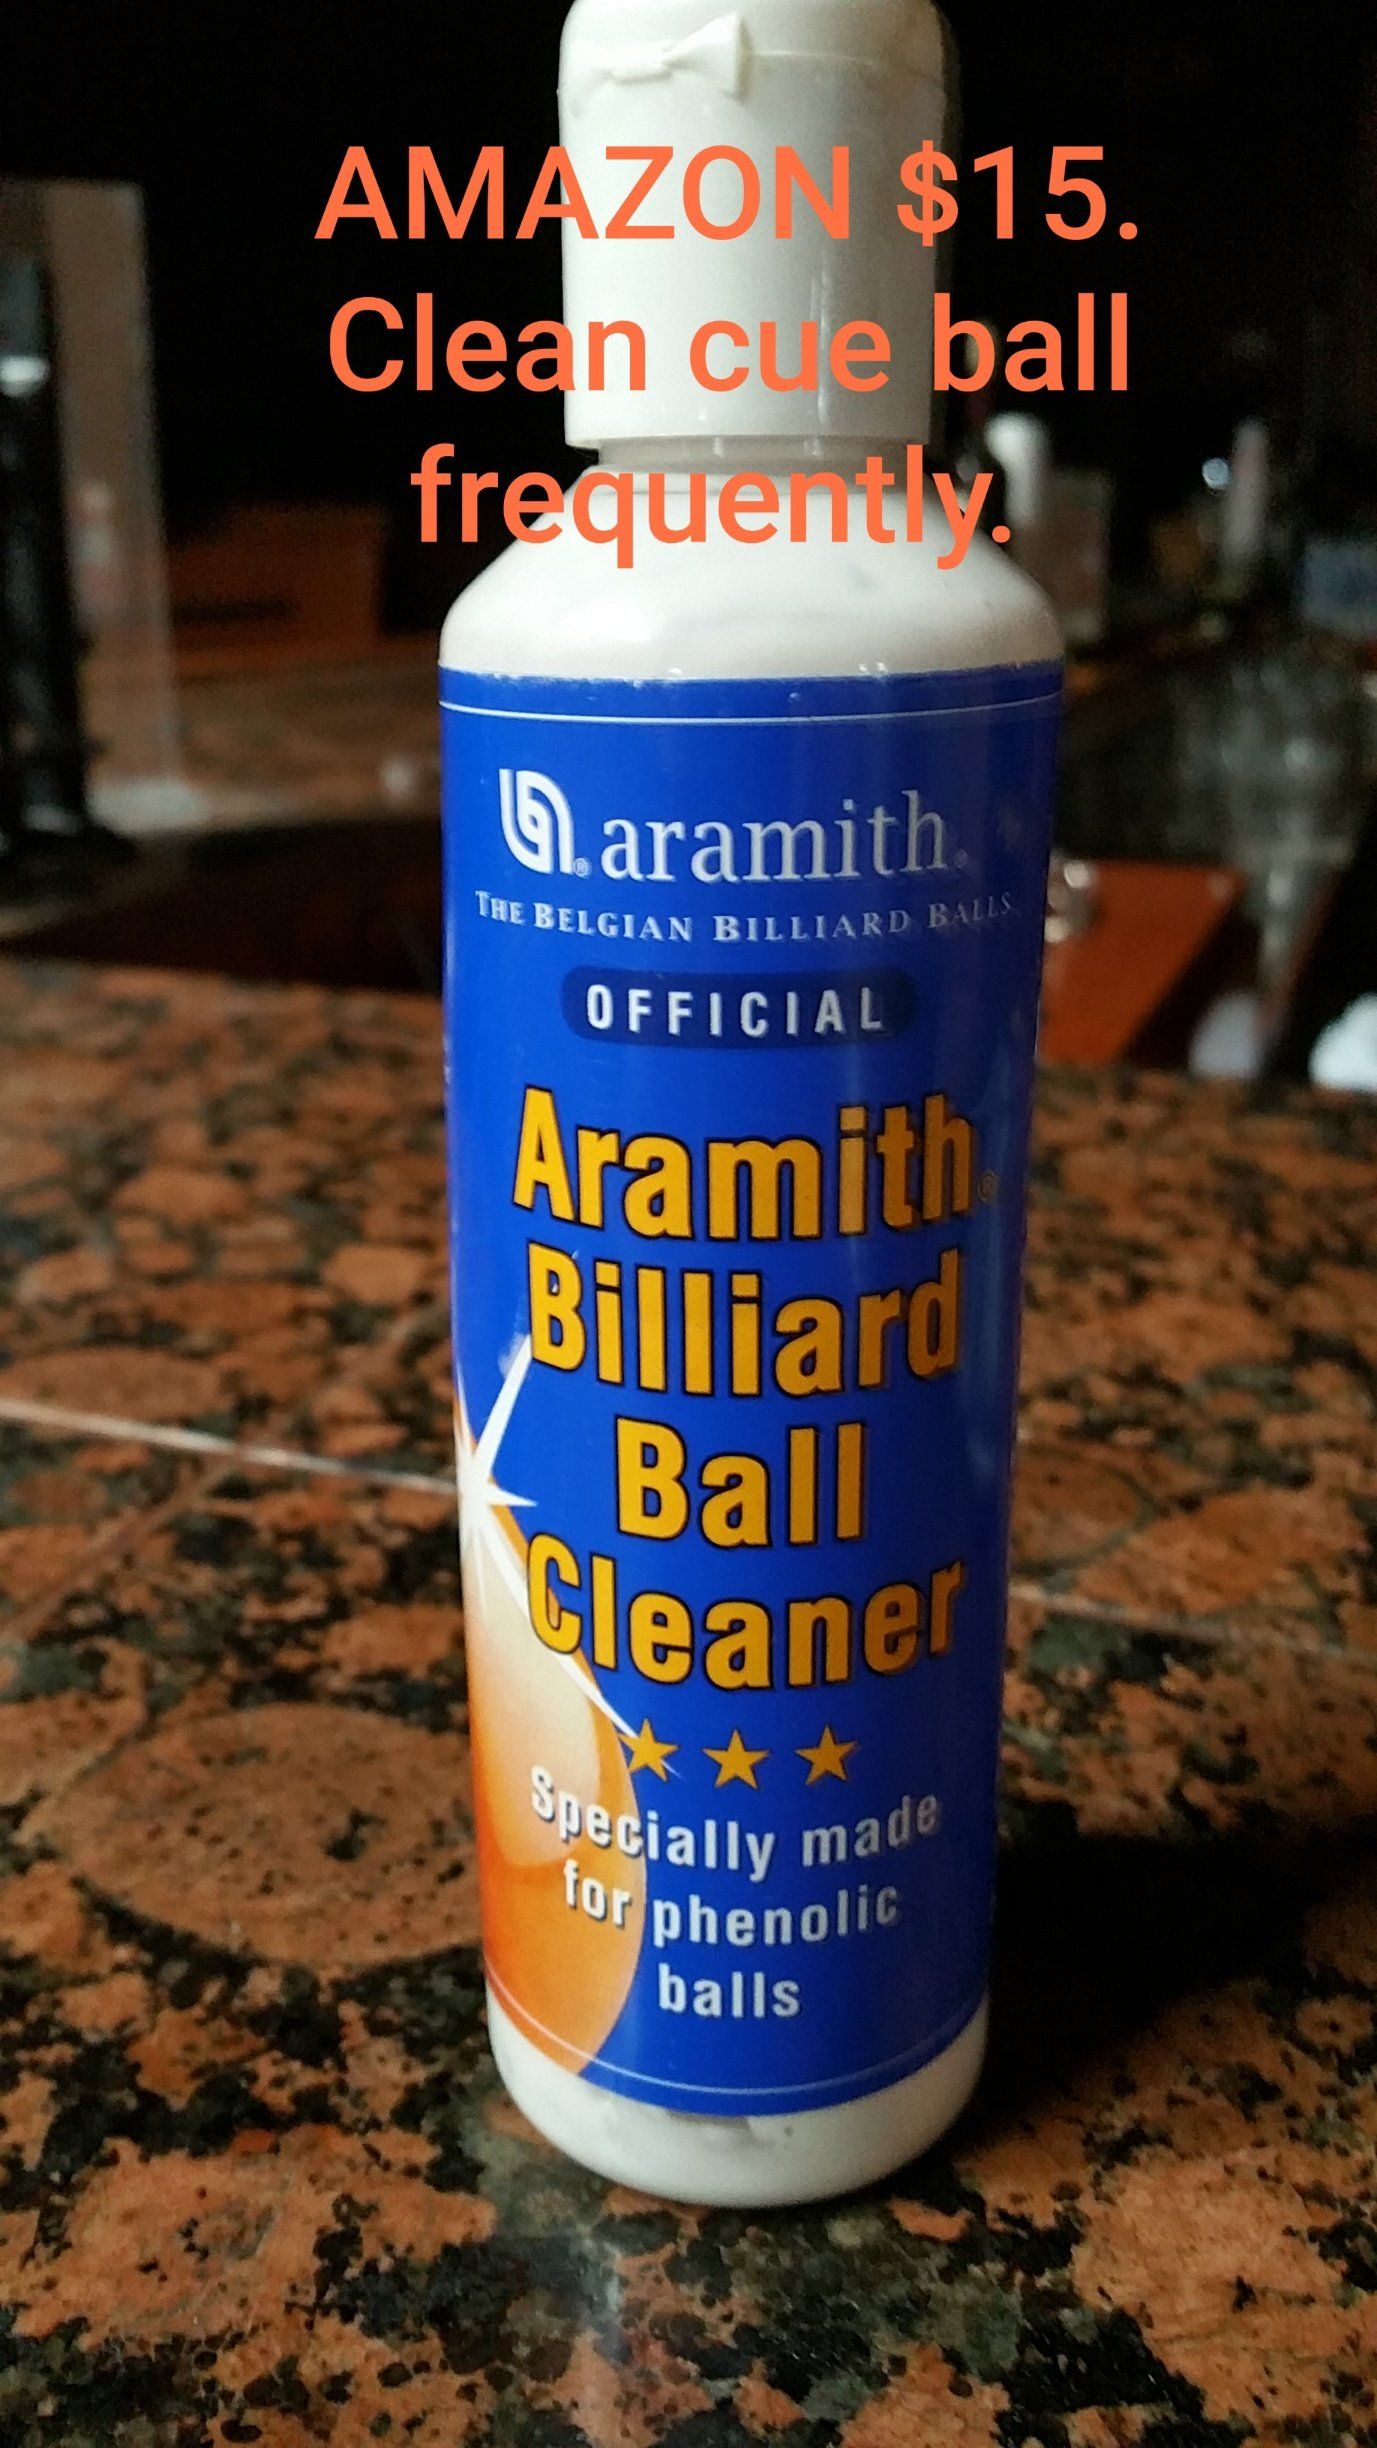 AMAZON $15.
Clean cue ball
frequently.
aramith®
THE BELGIAN BILLIARD BALLS
OFFICIAL
Aramith®
Billiard
Ball
Cleaner
Specially made
for phenolic
balls